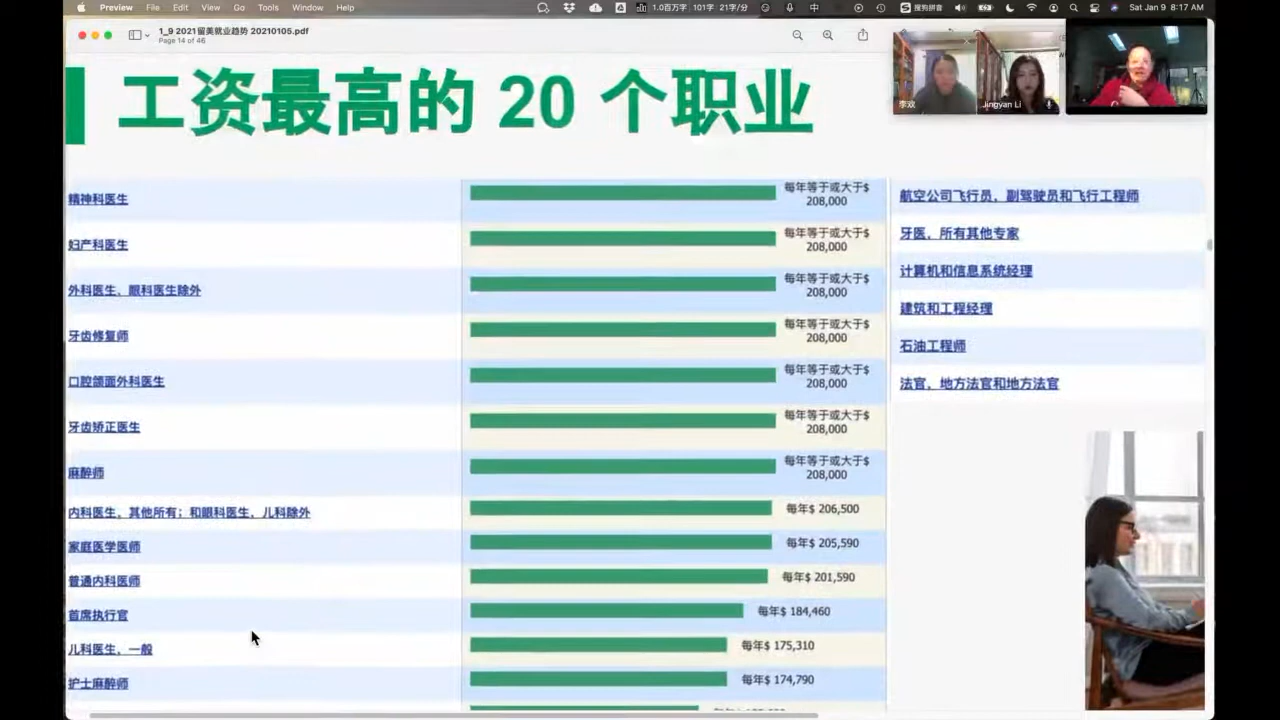 Preview File Edit View Go Tools Window Help
1.0百万字 101词 21字/分
中
搜狗拼音
Sat Jan 9 8:17 AM
1_9 2021留美就业趋势 20210105.pdf
Page 14 of 46
李欢
Jingyan Li
工资最高的 20 个职业
精神科医生 每年等于或大于$
208,000
妇产科医生 每年等于或大于$
208,000
外科医生、眼科医生除外 每年等于或大于$
208,000
牙齿修复师 每年等于或大于$
208,000
口腔颌面外科医生 每年等于或大于$
208,000
牙齿矫正医生 每年等于或大于$
208,000
麻醉师 每年等于或大于$
208,000
内科医生，其他所有；和眼科医生、儿科除外 每年$ 206,500
家庭医学医师 每年$ 205,590
普通内科医师 每年$ 201,590
首席执行官 每年$ 184,460
儿科医生，一般 每年$ 175,310
护士麻醉师 每年$ 174,790
航空公司飞行员，副驾驶员和飞行工程师
牙医，所有其他专家
计算机和信息系统经理
建筑和工程经理
石油工程师
法官，地方法官和地方法官